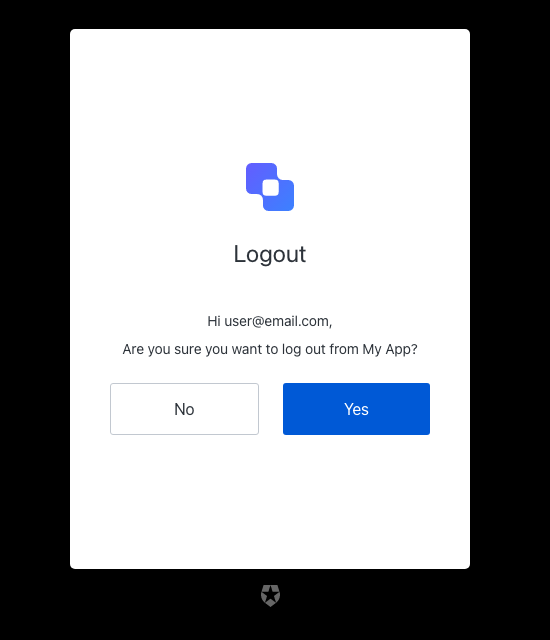 Logout
Hi user@email.com,
Are you sure you want to log out from My App?
No
Yes